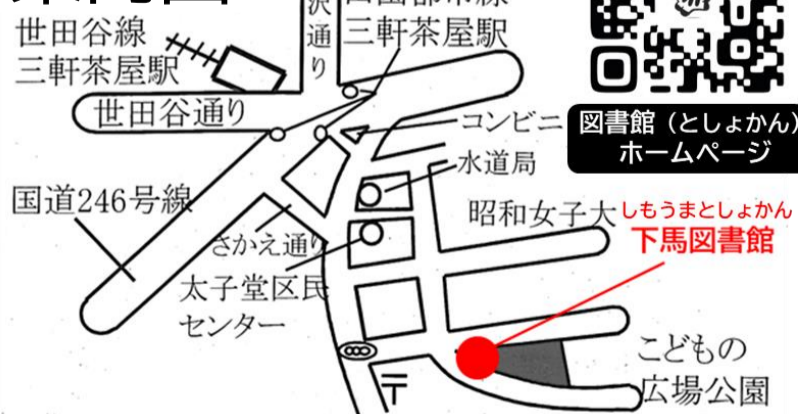 世田谷線
三軒茶屋駅
沢通り
三軒茶屋駅
世田谷通り
コンビニ
図書館（としょかん）
ホームページ
水道局
国道246号線
昭和女子大
しもうまとしょかん
下馬図書館
さかえ通り
太子堂区民
センター
こどもの
広場公園
〒